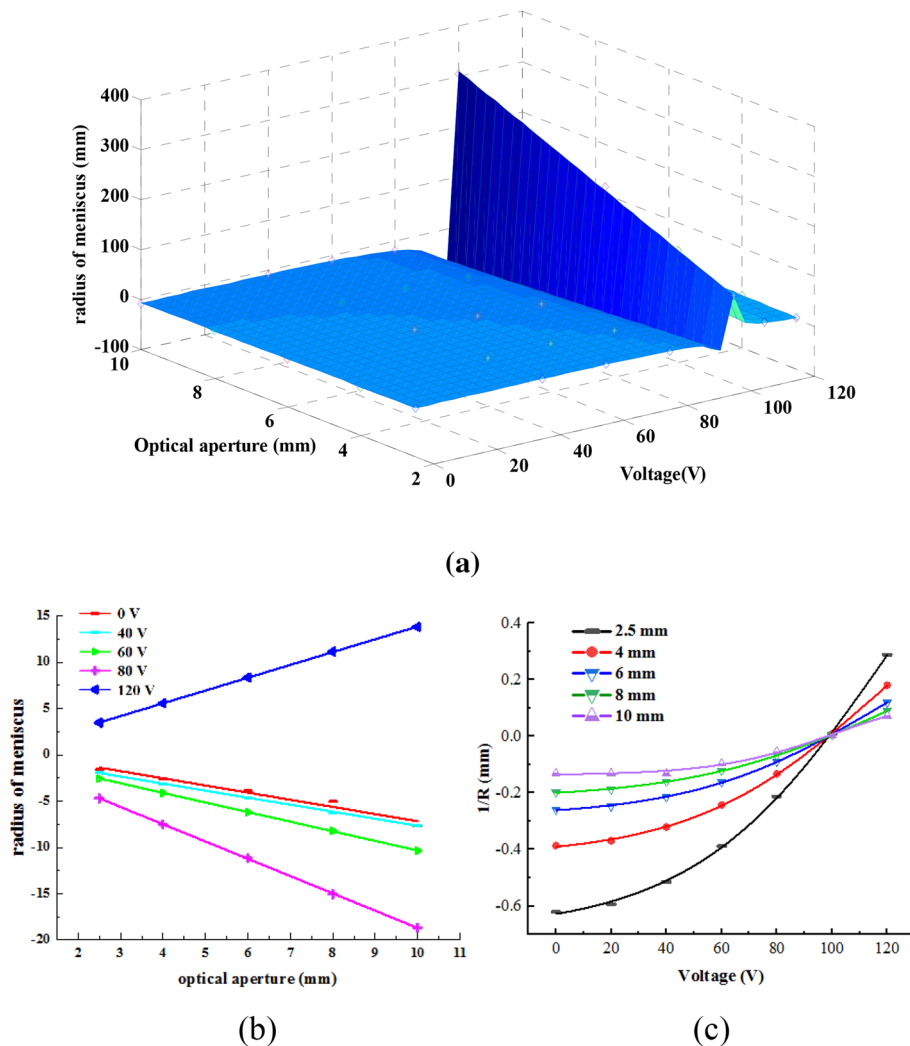 400
300
200
100
0
-100
radius of meniscus (mm)
10
8
6
4
2
Optical aperture (mm)
0
20
40
60
80
100
120
Voltage(V)
(a)
15
10
5
0
-5
-10
-15
-20
radius of meniscus
0 V
40 V
60 V
80 V
120 V
2 3 4 5 6 7 8 9 10 11
optical aperture (mm)
(b)
0.4
0.2
0.0
-0.2
-0.4
-0.6
1/R (mm)
2.5 mm
4 mm
6 mm
8 mm
10 mm
0 20 40 60 80 100 120
Voltage (V)
(c)